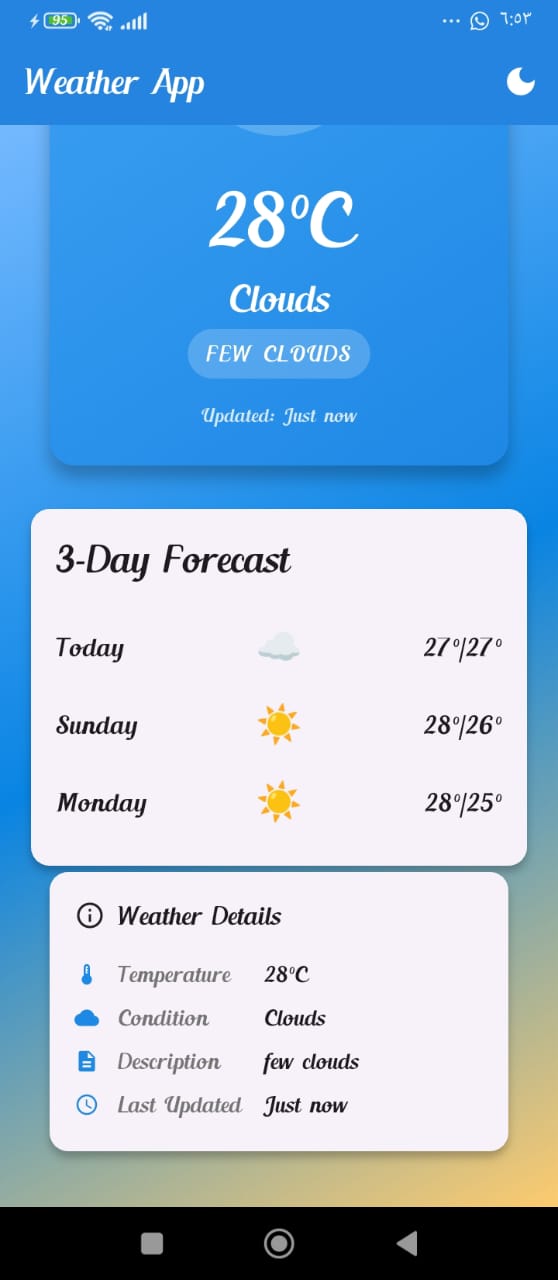 95 ٦:٥٣
Weather App
28°C
Clouds
FEW CLOUDS
Updated: Just now
3-Day Forecast
Today 27°/27°
Sunday 28°/26°
Monday 28°/25°
Weather Details
Temperature 28°C
Condition Clouds
Description few clouds
Last Updated Just now